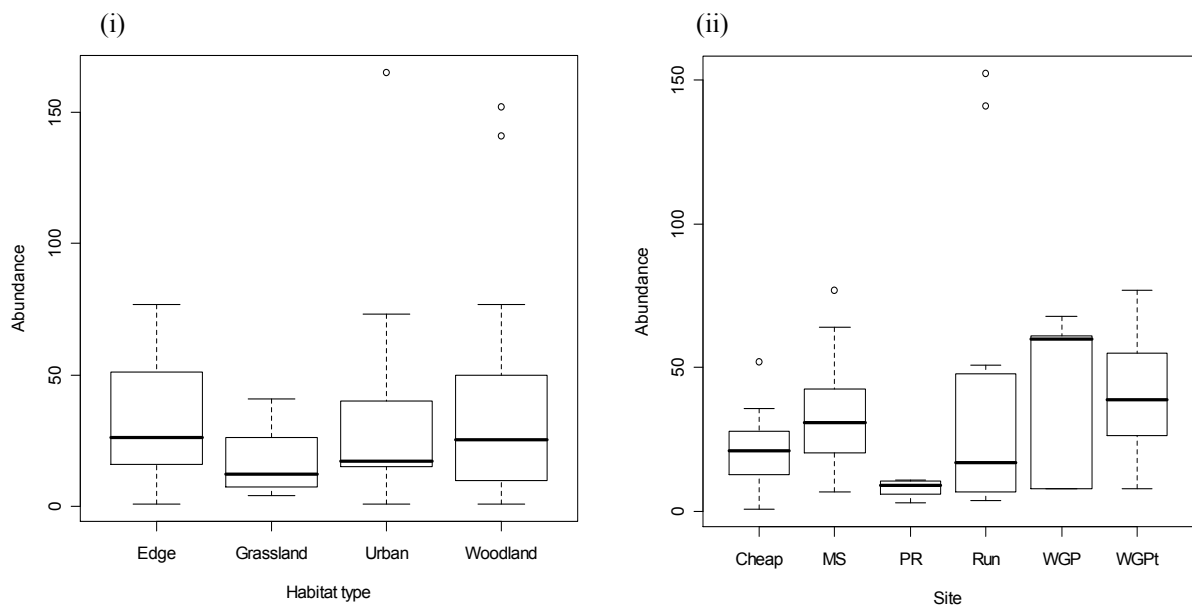 (i)
Abundance
150
100
50
0
Edge Grassland Urban Woodland
Habitat type
(ii)
Abundance
150
100
50
0
Cheap MS PR Run WGP WGPt
Site